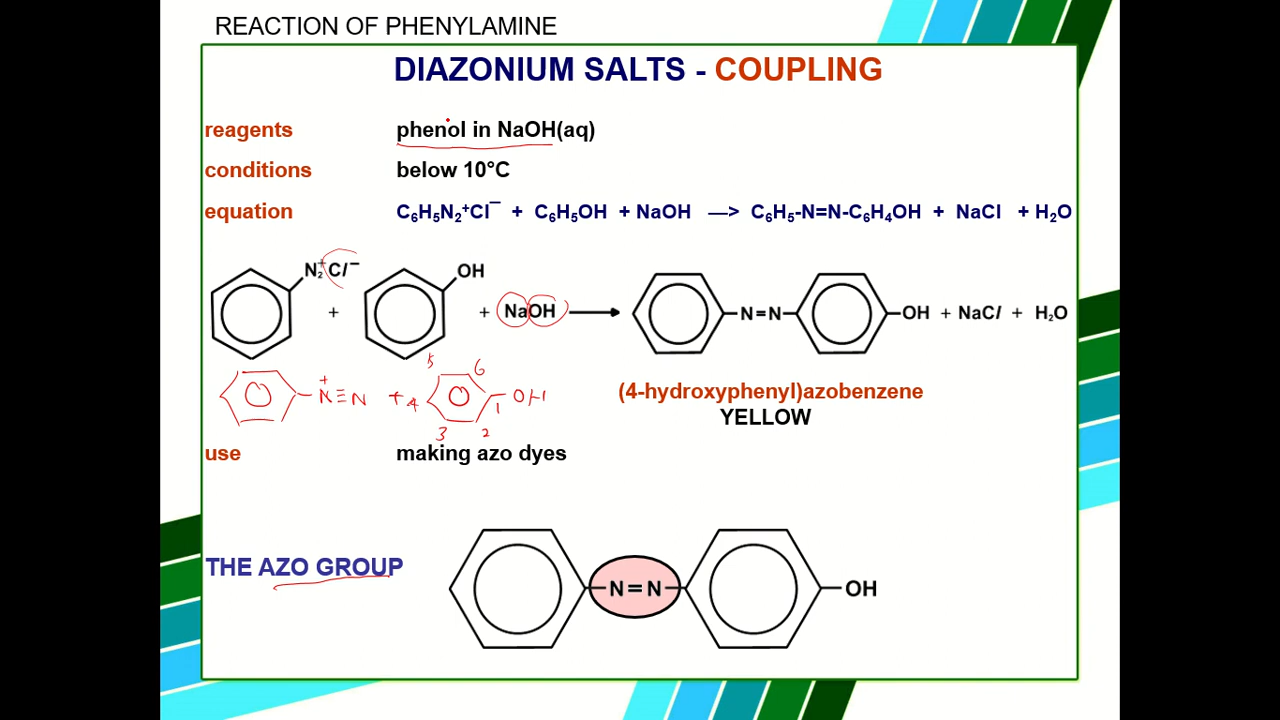 REACTION OF PHENYLAMINE
DIAZONIUM SALTS - COUPLING
reagents phenol in NaOH(aq)
conditions below 10°C
equation C₆H₅N₂⁺Cl⁻ + C₆H₅OH + NaOH —> C₆H₅-N=N-C₆H₄OH + NaCl + H₂O
N₂⁺Cl⁻ + OH + NaOH N=N OH + NaCl + H₂O
N⁺≡N + 4 5 6 1 2 3 OH
(4-hydroxyphenyl)azobenzene
YELLOW
use making azo dyes
THE AZO GROUP N=N OH